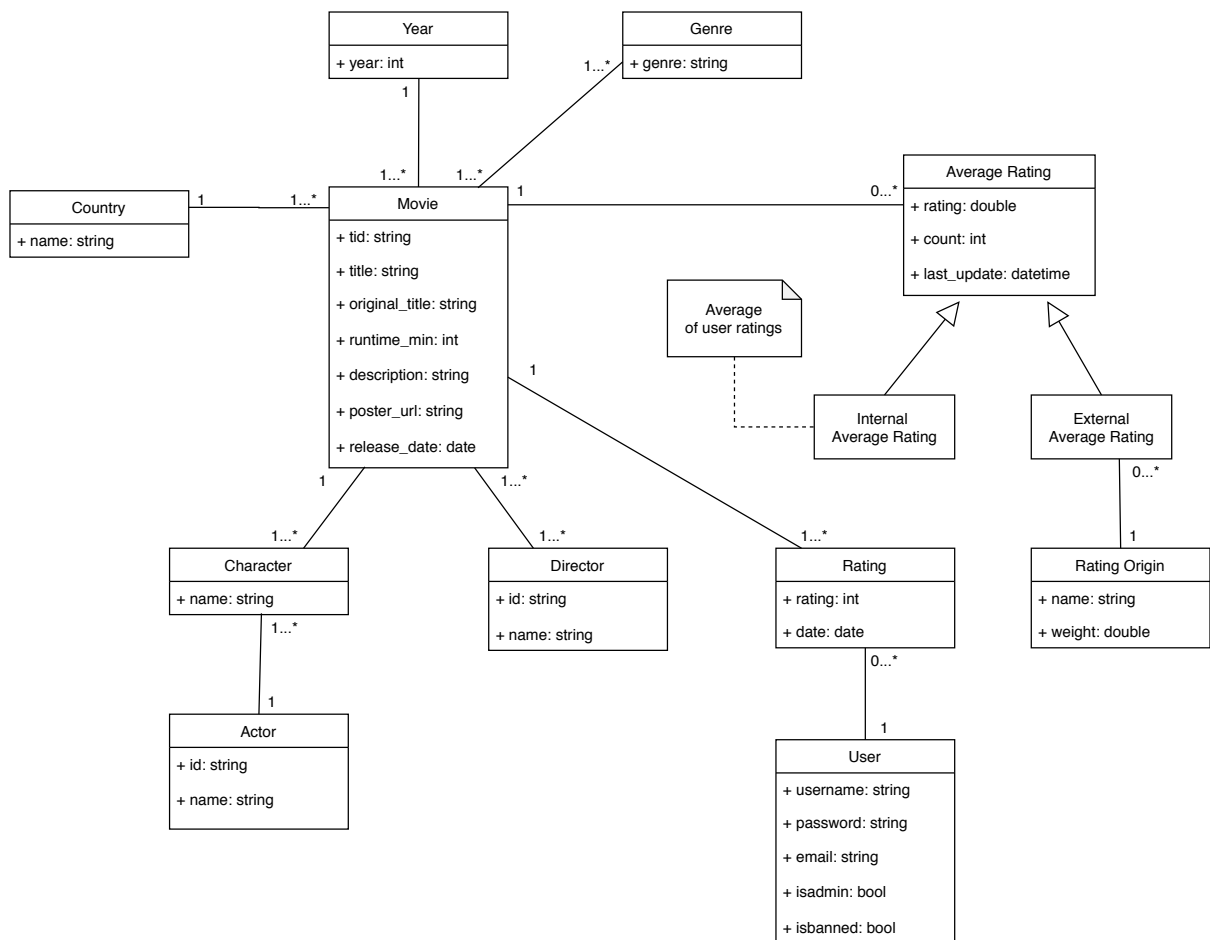 Year
+ year: int
1
1...*
Genre
+ genre: string
1...*
1...*
Country
+ name: string
1
1...*
Movie
+ tid: string
+ title: string
+ original_title: string
+ runtime_min: int
+ description: string
+ poster_url: string
+ release_date: date
1
0...*
Average Rating
+ rating: double
+ count: int
+ last_update: datetime
Average
of user ratings
Internal
Average Rating
External
Average Rating
0...*
1
Rating Origin
+ name: string
+ weight: double
1
1...*
Character
+ name: string
1...*
1
Actor
+ id: string
+ name: string
1...*
1...*
Director
+ id: string
+ name: string
1
1...*
Rating
+ rating: int
+ date: date
0...*
1
User
+ username: string
+ password: string
+ email: string
+ isadmin: bool
+ isbanned: bool